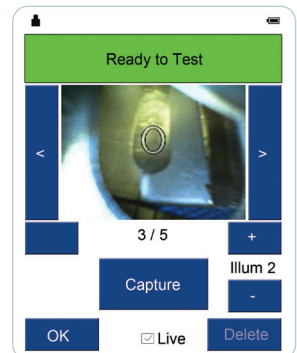 Ready to Test
<
>
3 / 5
+
Illum 2
Capture
-
OK
Live
Delete